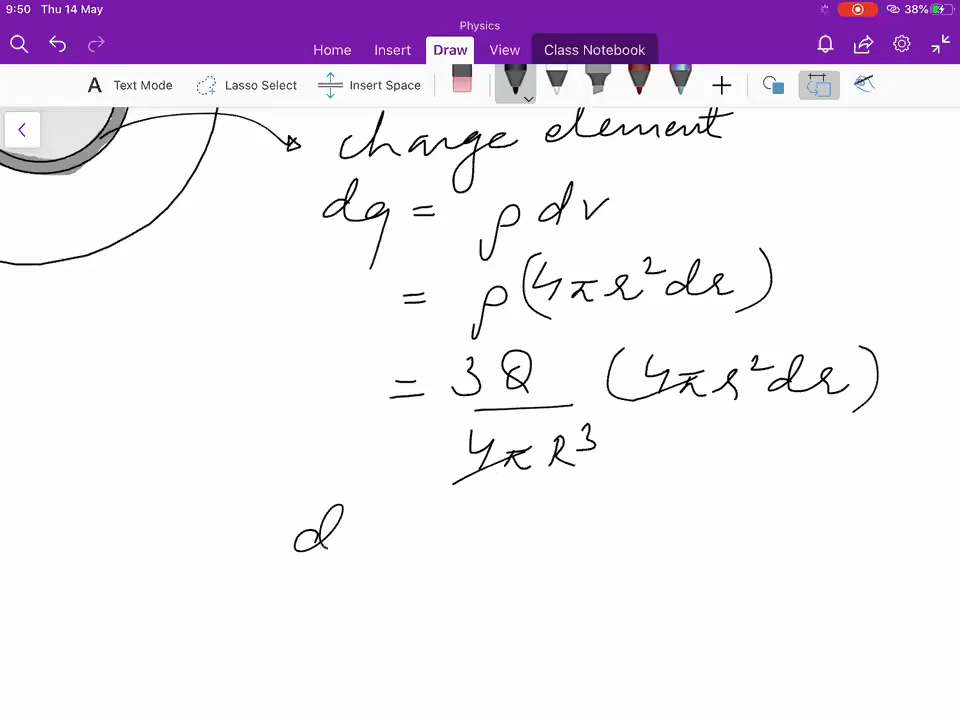 9:50 Thu 14 May 38%
Physics
Home Insert Draw View Class Notebook
A Text Mode Lasso Select Insert Space
charge element
dq = ρ dv
= ρ (4πr²dr)
= 3Q (4πr²dr)
4πR³
d